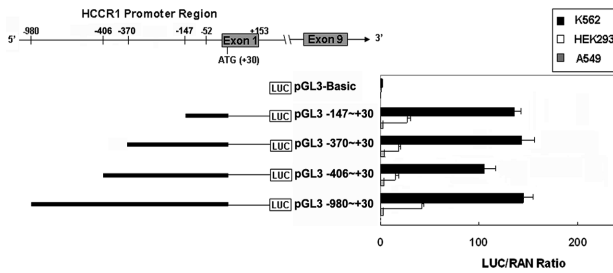 HCCR1 Promoter Region
-980 -406 -370 -147 -52 +153
5' Exon 1 Exon 9 3'
ATG (+30)
K562
HEK293
A549
LUC pGL3-Basic
LUC pGL3 -147~+30
LUC pGL3 -370~+30
LUC pGL3 -406~+30
LUC pGL3 -980~+30
0 100 200
LUC/RAN Ratio